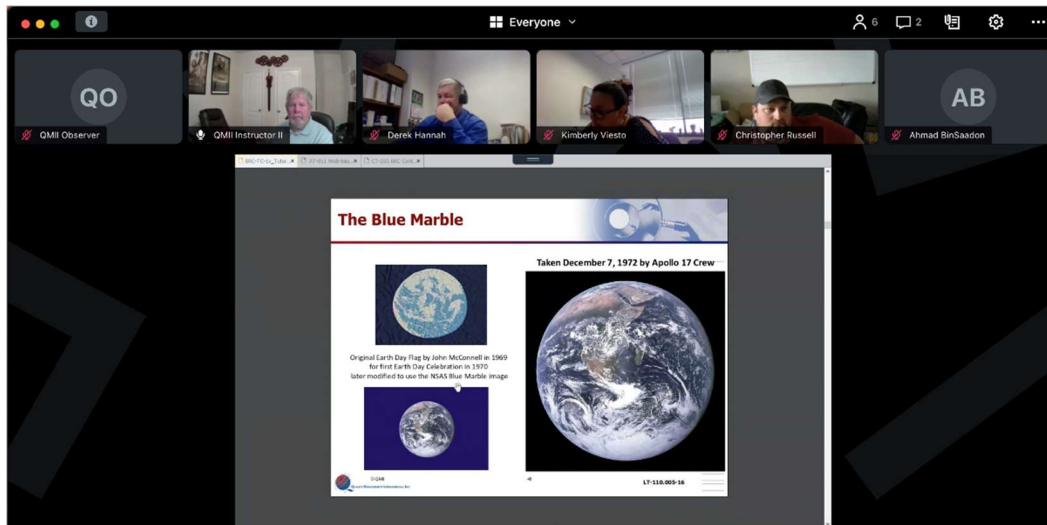 Everyone
6
2
QO
QMII Observer
QMII Instructor II
Derek Hannah
Kimberly Viesto
Christopher Russell
AB
Ahmad BinSaadon
The Blue Marble
Taken December 7, 1972 by Apollo 17 Crew
Original Earth Day Flag by John McConnell in 1969
for first Earth Day Celebration in 1970
later modified to use the NSAS Blue Marble image
LT-110.005-16